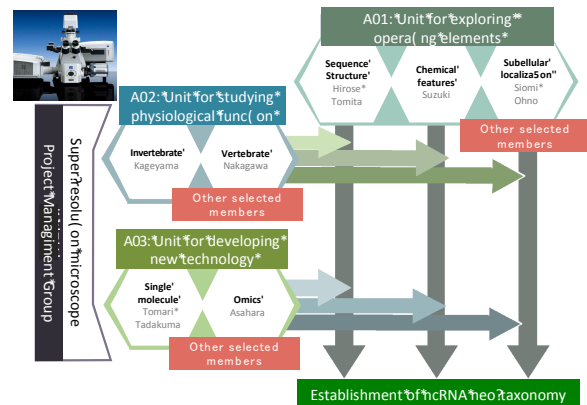 A01:*Unit*for*exploring**
opera( ng*elements*
Sequence'
Structure'
Hirose*
Tomita
Chemical'
features'
Suzuki
Subellular'
localiza5on"
Siomi*
Ohno
Other selected
members
A02:*Unit*for*studying*
physiological*func( on*
Invertebrate'
Kageyama
Vertebrate'
Nakagawa
Other selected
members
A03:*Unit*for*developing*
new*technology*
Single'
molecule'
Tomari*
Tadakuma
Omics'
Asahara
Other selected
members
Super?resolu( on*microscope
Project*Managiment*Group
Establishment*of*ncRNA*neo?taxonomy